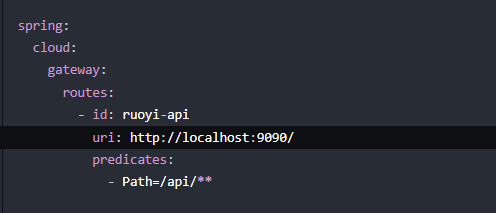 spring:
  cloud:
    gateway:
      routes:
        - id: ruoyi-api
          uri: http://localhost:9090/
          predicates:
            - Path=/api/**